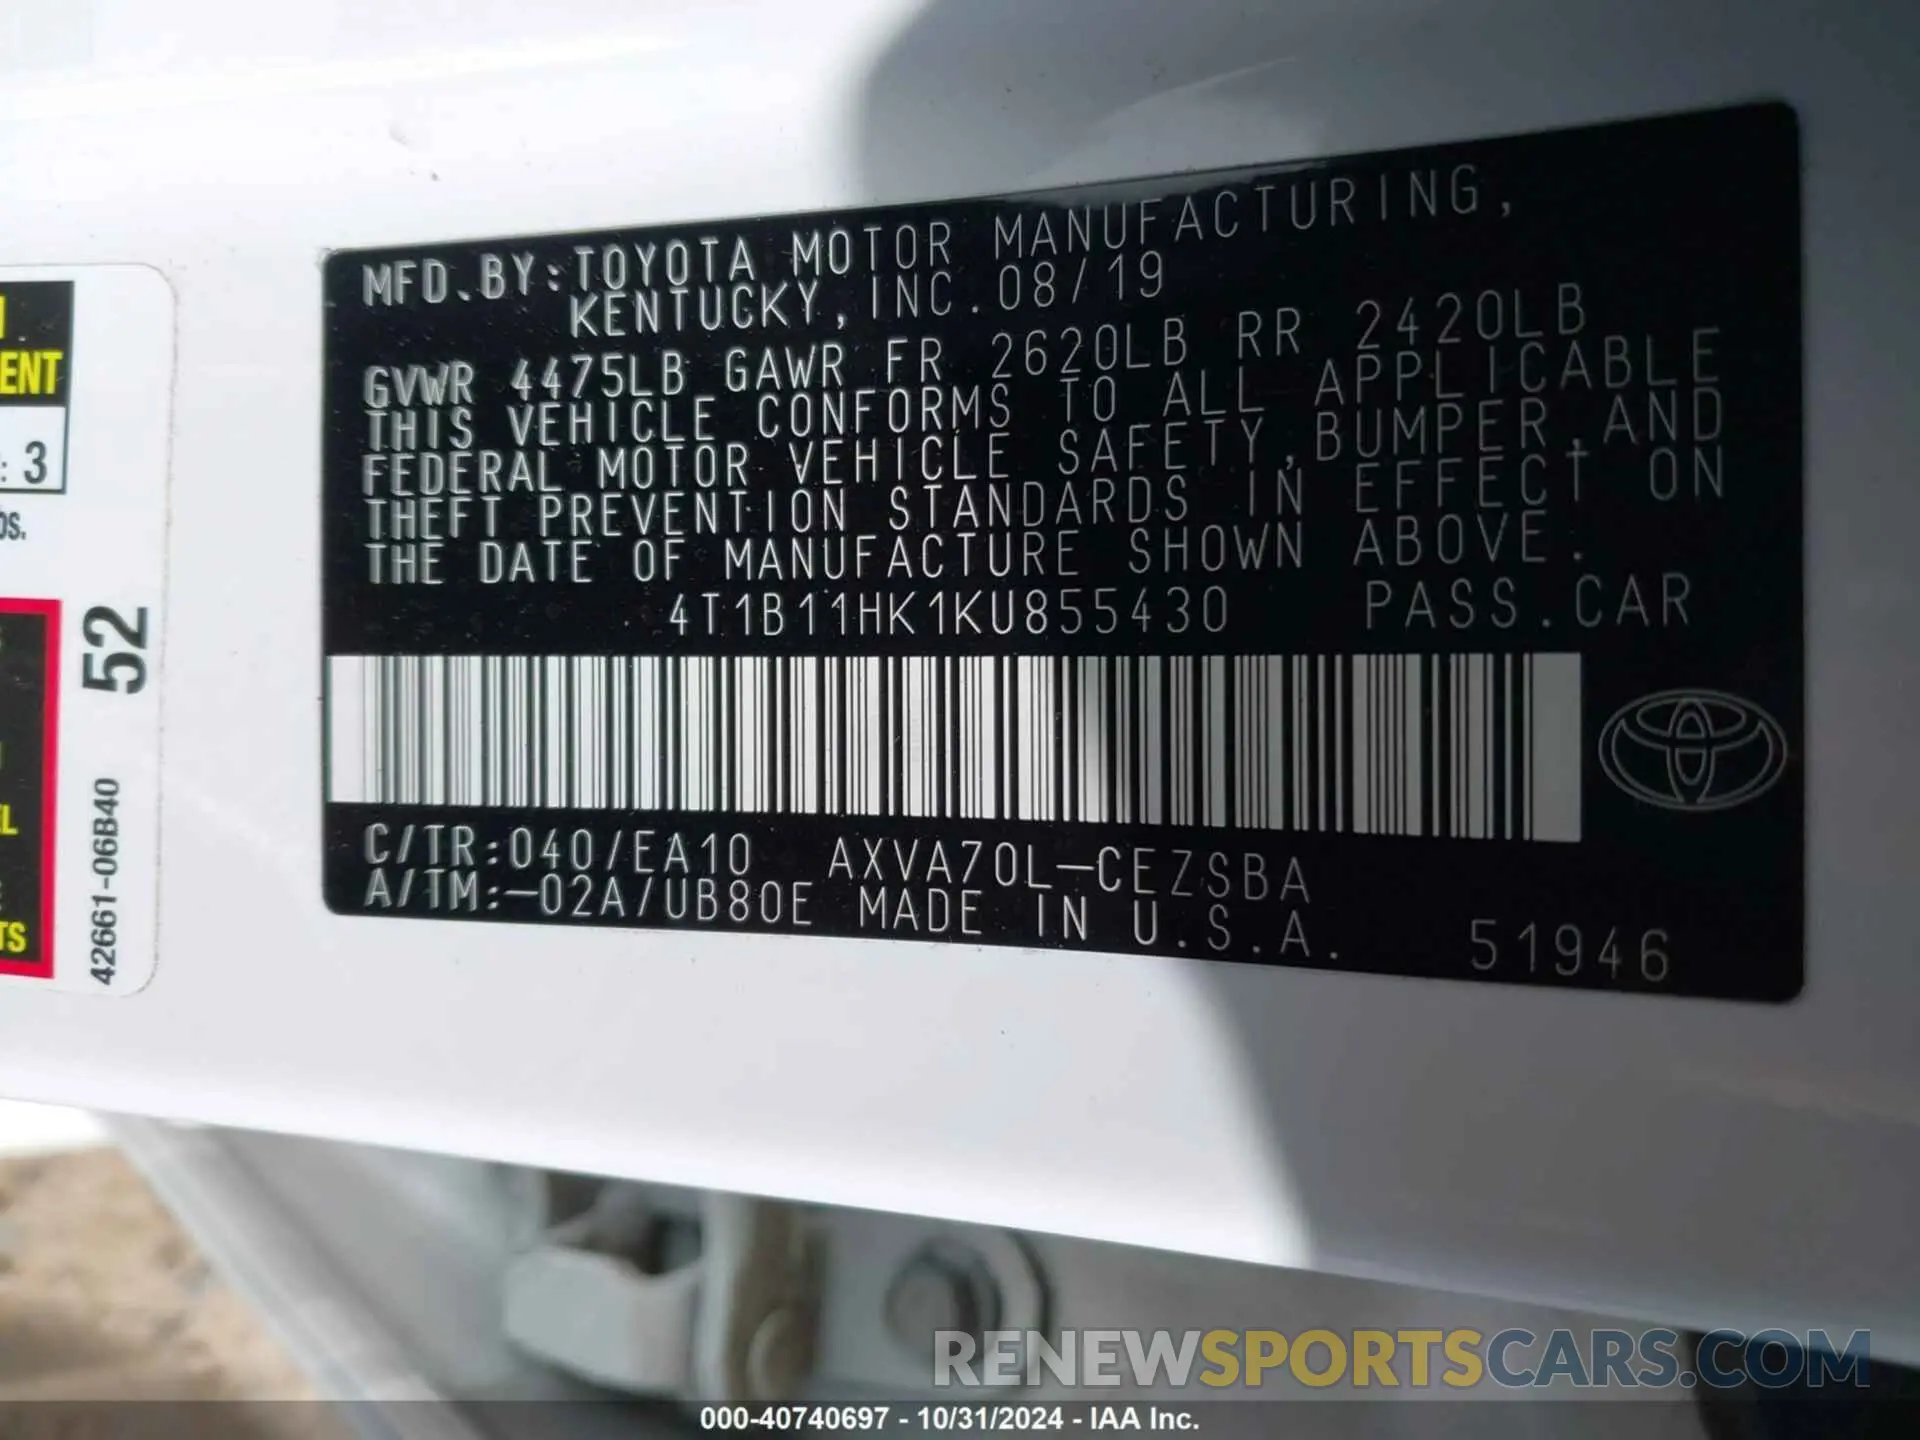 MFD.BY:TOYOTA MOTOR MANUFACTURING,
KENTUCKY, INC. 08/19
GVWR 4475LB GAWR FR 2620LB RR 2420LB
THIS VEHICLE CONFORMS TO ALL APPLICABLE
FEDERAL MOTOR VEHICLE SAFETY,BUMPER,AND
THEFT PREVENTION STANDARDS IN EFFECT ON
THE DATE OF MANUFACTURE SHOWN ABOVE.
4T1B11HK1KU855430 PASS.CAR
C/TR:040/EA10 AXVA70L-CEZSBA
A/TM:-02A/UB80E MADE IN U.S.A. 51946
ENT
: 3
52
42661-06B40
RENEWSPORTSCARS.COM
000-40740697 - 10/31/2024 - IAA Inc.